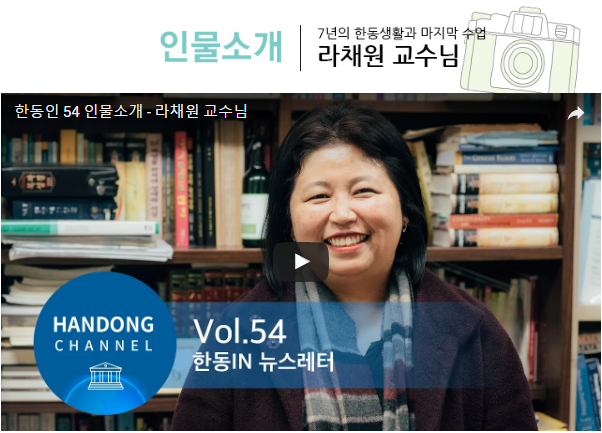 인물소개
7년의 한동생활과 마지막 수업
라채원 교수님
한동인 54 인물소개 - 라채원 교수님
HANDONG
CHANNEL
Vol.54
한동IN 뉴스레터